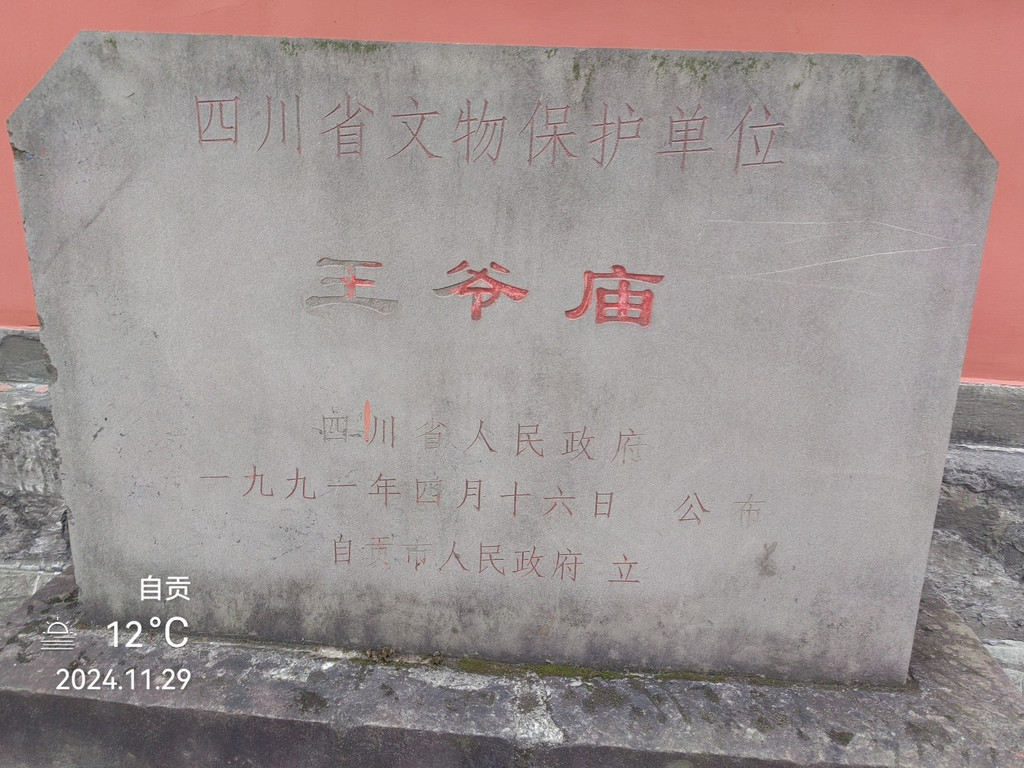 四川省文物保护单位
王爷庙
四川省人民政府
一九九一年四月十六日 公布
自贡市人民政府 立
自贡
12°C
2024.11.29